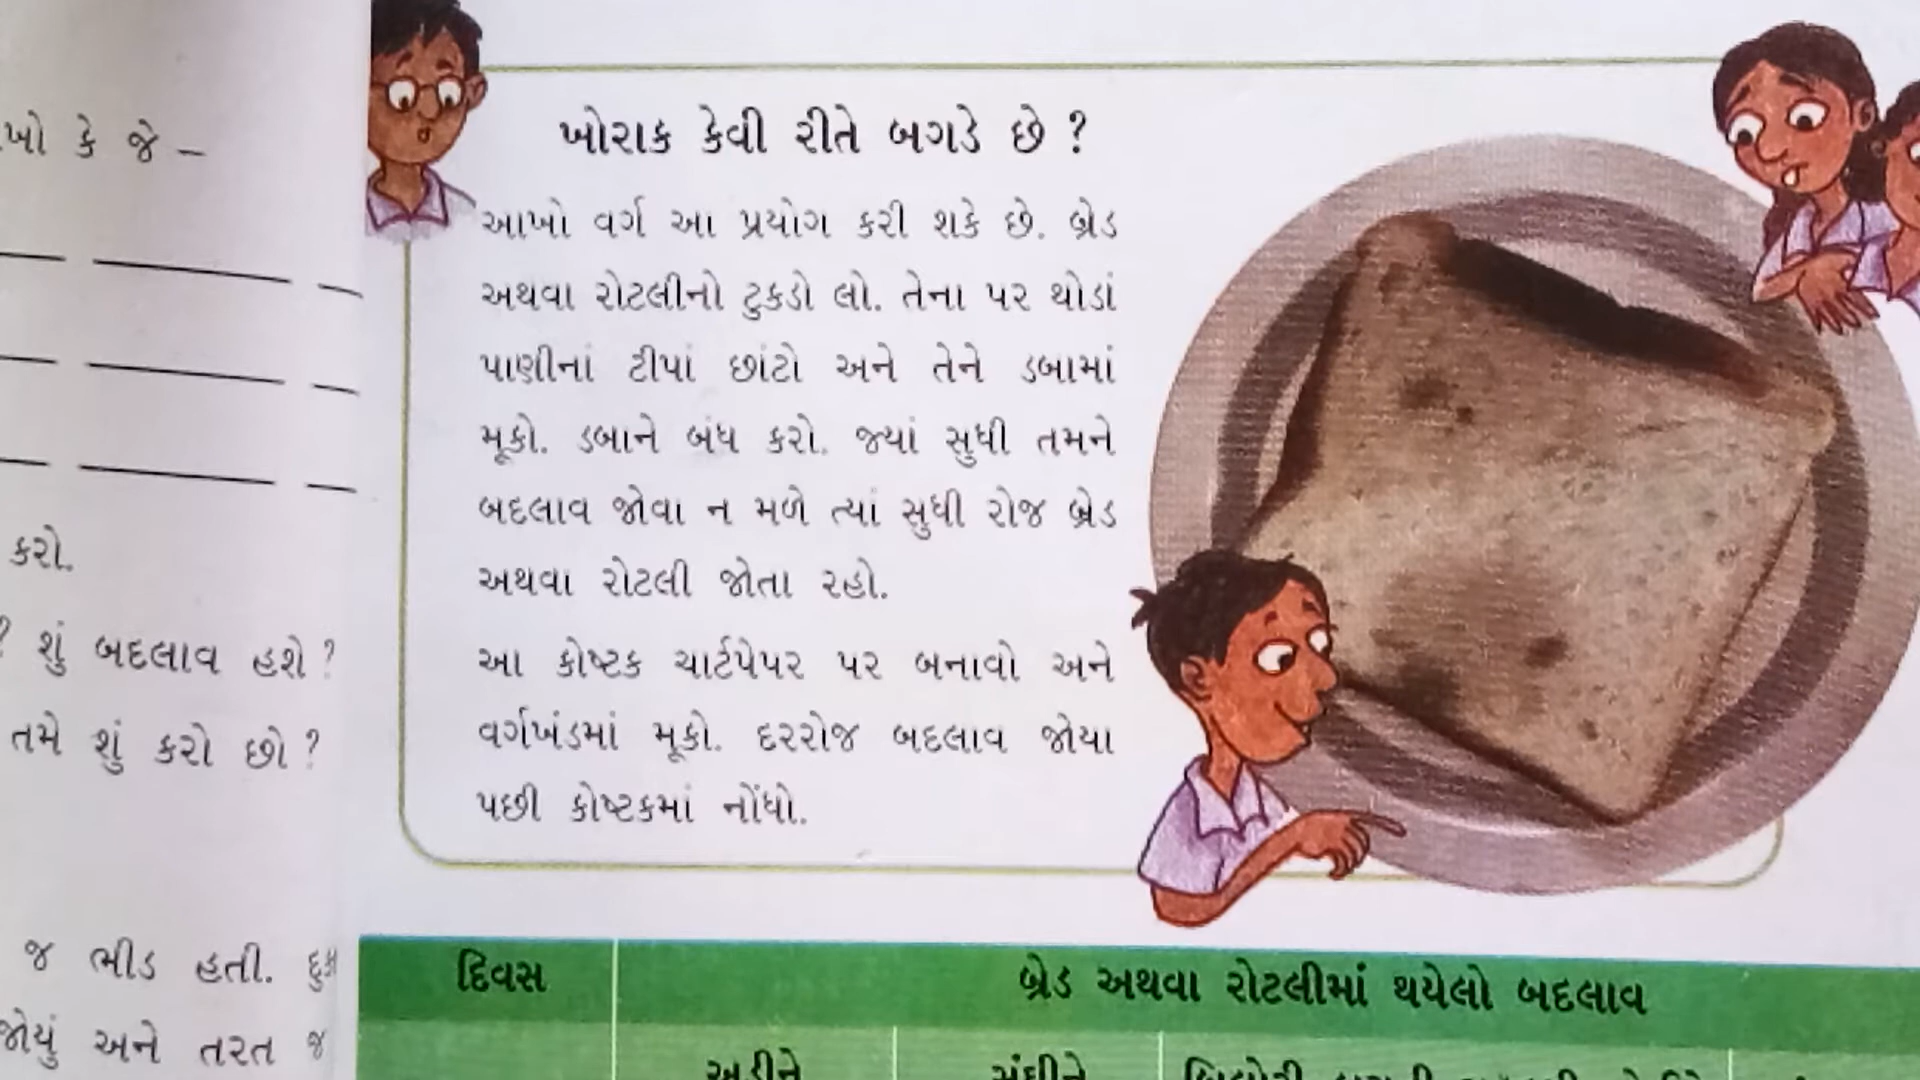 કે જે –
કરો.
શું બદલાવ હશે ?
તમે શું કરો છો ?
જ ભીડ હતી.
જોયું અને તરત જ
ખોરાક કેવી રીતે બગડે છે ?
આખો વર્ગ આ પ્રયોગ કરી શકે છે. બ્રેડ
અથવા રોટલીનો ટુકડો લો. તેના પર થોડાં
પાણીનાં ટીપાં છાંટો અને તેને ડબામાં
મૂકો. ડબાને બંધ કરો. જ્યાં સુધી તમને
બદલાવ જોવા ન મળે ત્યાં સુધી રોજ બ્રેડ
અથવા રોટલી જોતા રહો.
આ કોષ્ટક ચાર્ટપેપર પર બનાવો અને
વર્ગખંડમાં મૂકો. દરરોજ બદલાવ જોયા
પછી કોષ્ટકમાં નોંધો.
દિવસ બ્રેડ અથવા રોટલીમાં થયેલો બદલાવ
અડીને સૂંઘીને